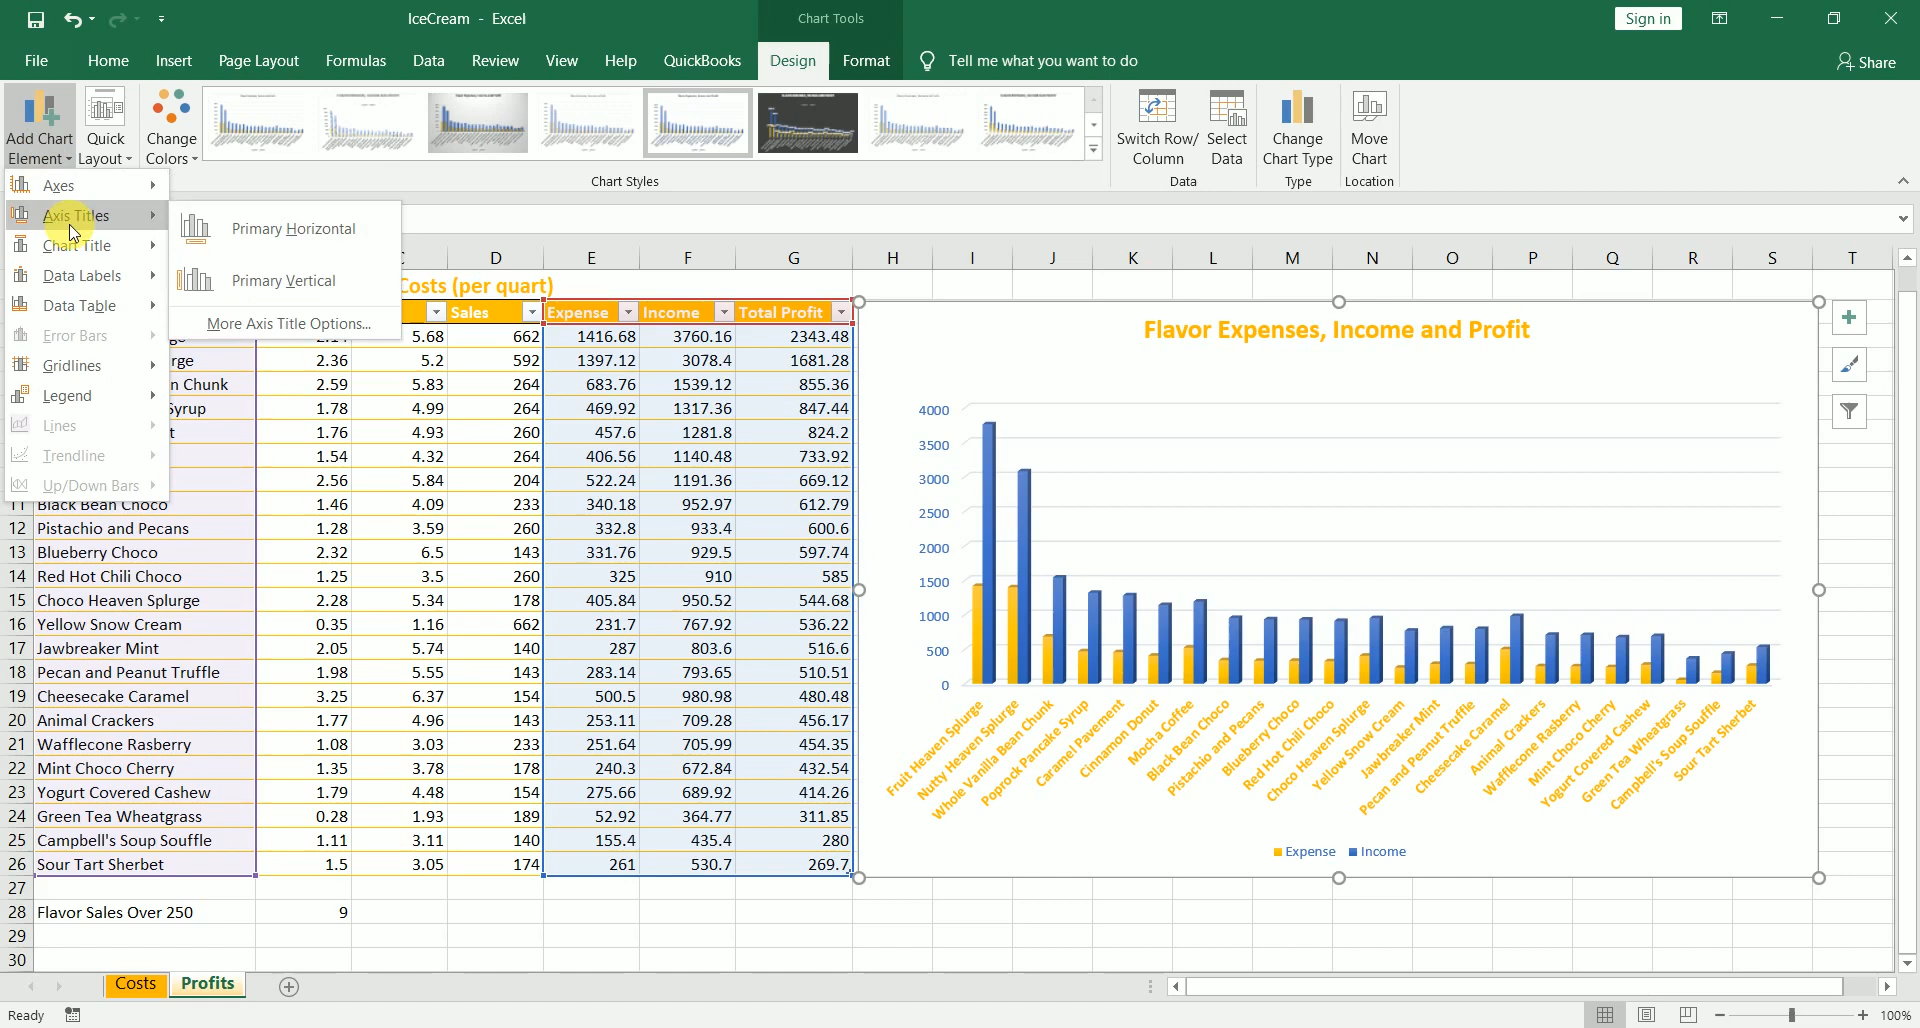 IceCream - Excel
Chart Tools
Sign in
File Home Insert Page Layout Formulas Data Review View Help QuickBooks Design Format Tell me what you want to do
Share
Add Chart Element
Quick Layout
Change Colors
Switch Row/ Column
Select Data
Change Chart Type
Move Chart
Chart Styles
Data
Type
Location
Axes
Axis Titles
Chart Title
Data Labels
Data Table
Error Bars
Gridlines
Legend
Lines
Trendline
Up/Down Bars
Primary Horizontal
Primary Vertical
More Axis Title Options...
D E F G H I J K L M N O P Q R S T
Costs (per quart)
Sales Expense Income Total Profit
5.68 662 1416.68 3760.16 2343.48
rge 2.36 5.2 592 1397.12 3078.4 1681.28
n Chunk 2.59 5.83 264 683.76 1539.12 855.36
Syrup 1.78 4.99 264 469.92 1317.36 847.44
t 1.76 4.93 260 457.6 1281.8 824.2
1.54 4.32 264 406.56 1140.48 733.92
2.56 5.84 204 522.24 1191.36 669.12
11 Black Bean Choco 1.46 4.09 233 340.18 952.97 612.79
12 Pistachio and Pecans 1.28 3.59 260 332.8 933.4 600.6
13 Blueberry Choco 2.32 6.5 143 331.76 929.5 597.74
14 Red Hot Chili Choco 1.25 3.5 260 325 910 585
15 Choco Heaven Splurge 2.28 5.34 178 405.84 950.52 544.68
16 Yellow Snow Cream 0.35 1.16 662 231.7 767.92 536.22
17 Jawbreaker Mint 2.05 5.74 140 287 803.6 516.6
18 Pecan and Peanut Truffle 1.98 5.55 143 283.14 793.65 510.51
19 Cheesecake Caramel 3.25 6.37 154 500.5 980.98 480.48
20 Animal Crackers 1.77 4.96 143 253.11 709.28 456.17
21 Wafflecone Rasberry 1.08 3.03 233 251.64 705.99 454.35
22 Mint Choco Cherry 1.35 3.78 178 240.3 672.84 432.54
23 Yogurt Covered Cashew 1.79 4.48 154 275.66 689.92 414.26
24 Green Tea Wheatgrass 0.28 1.93 189 52.92 364.77 311.85
25 Campbell's Soup Souffle 1.11 3.11 140 155.4 435.4 280
26 Sour Tart Sherbet 1.5 3.05 174 261 530.7 269.7
27
28 Flavor Sales Over 250 9
29
30
Flavor Expenses, Income and Profit
4000
3500
3000
2500
2000
1500
1000
500
0
Fruit Heaven Splurge
Nutty Heaven Splurge
Whole Vanilla Bean Chunk
Poprock Pancake Syrup
Caramel Pavement
Cinnamon Donut
Mocha Coffee
Black Bean Choco
Pistachio and Pecans
Blueberry Choco
Red Hot Chili Choco
Choco Heaven Splurge
Yellow Snow Cream
Jawbreaker Mint
Pecan and Peanut Truffle
Cheesecake Caramel
Animal Crackers
Wafflecone Rasberry
Mint Choco Cherry
Yogurt Covered Cashew
Green Tea Wheatgrass
Campbell's Soup Souffle
Sour Tart Sherbet
Expense Income
Costs Profits
Ready
100%